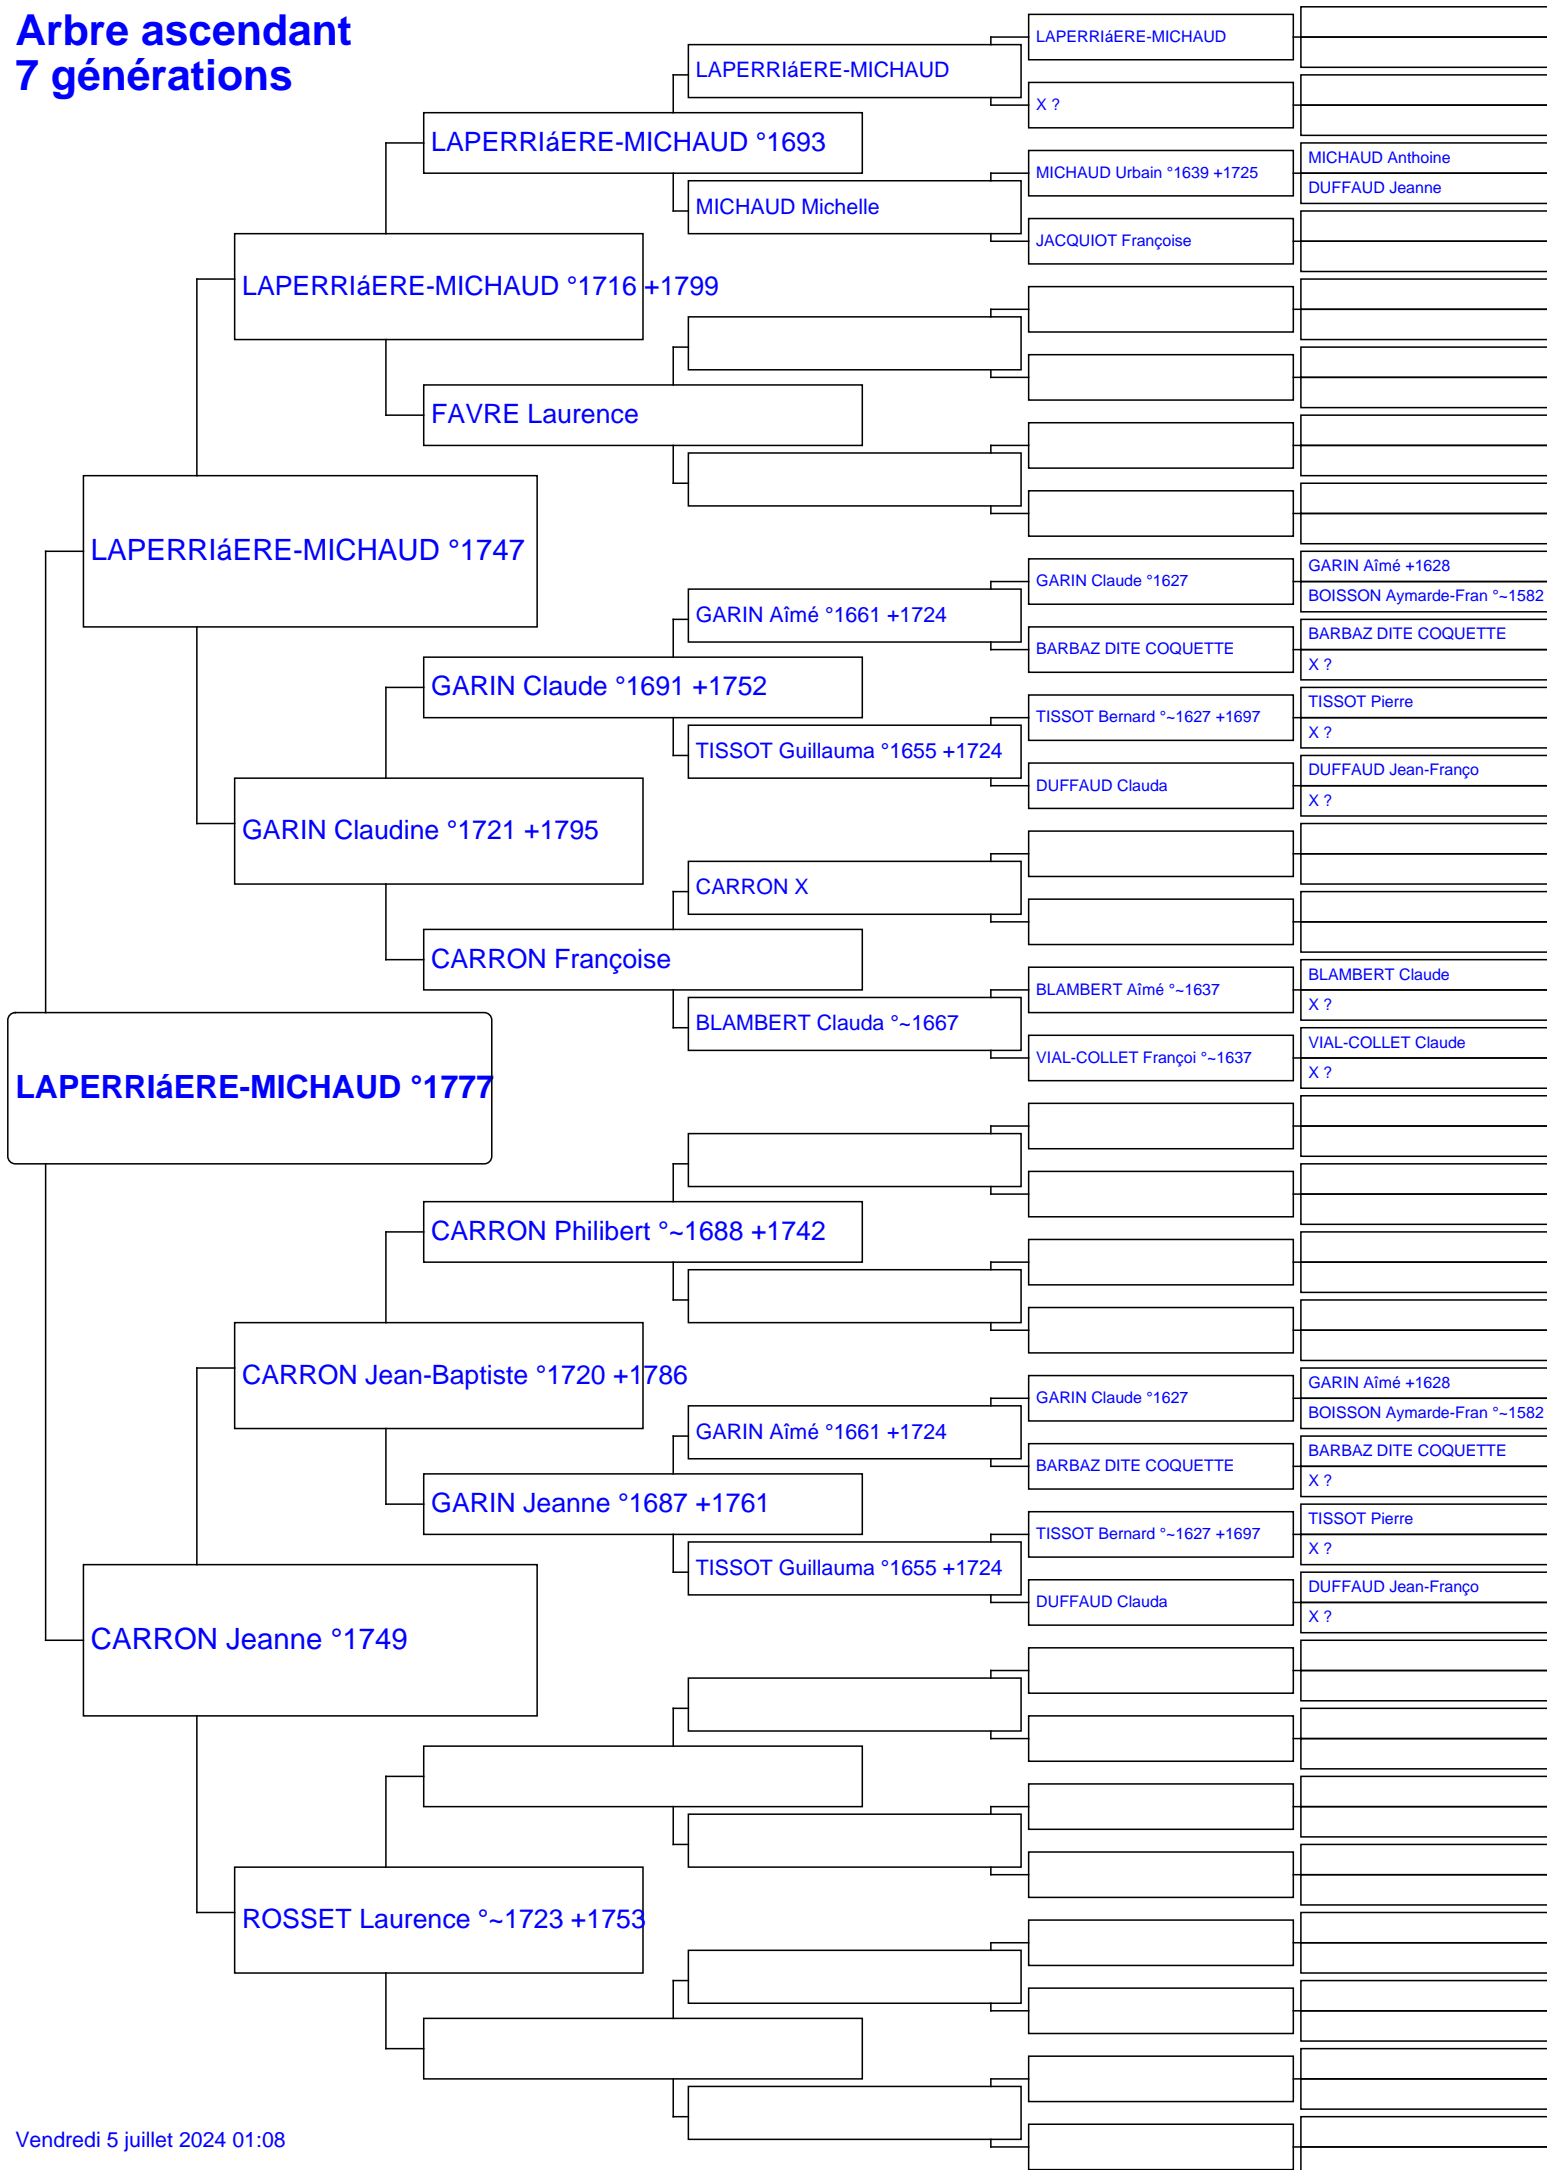 Arbre ascendant
7 générations
LAPERRIáERE-MICHAUD °1777
LAPERRIáERE-MICHAUD °1747
CARRON Jeanne °1749
LAPERRIáERE-MICHAUD °1716 +1799
GARIN Claudine °1721 +1795
CARRON Jean-Baptiste °1720 +1786
ROSSET Laurence °~1723 +1753
LAPERRIáERE-MICHAUD °1693
FAVRE Laurence
GARIN Claude °1691 +1752
CARRON Françoise
CARRON Philibert °~1688 +1742
GARIN Jeanne °1687 +1761
LAPERRIáERE-MICHAUD
MICHAUD Michelle
GARIN Aîmé °1661 +1724
TISSOT Guillauma °1655 +1724
CARRON X
BLAMBERT Clauda °~1667
GARIN Aîmé °1661 +1724
TISSOT Guillauma °1655 +1724
LAPERRIáERE-MICHAUD
X ?
MICHAUD Urbain °1639 +1725
JACQUIOT Françoise
GARIN Claude °1627
BARBAZ DITE COQUETTE
TISSOT Bernard °~1627 +1697
DUFFAUD Clauda
BLAMBERT Aîmé °~1637
VIAL-COLLET Françoi °~1637
GARIN Claude °1627
BARBAZ DITE COQUETTE
TISSOT Bernard °~1627 +1697
DUFFAUD Clauda
MICHAUD Anthoine
DUFFAUD Jeanne
GARIN Aîmé +1628
BOISSON Aymarde-Fran °~1582
BARBAZ DITE COQUETTE
X ?
TISSOT Pierre
X ?
DUFFAUD Jean-Franço
X ?
BLAMBERT Claude
X ?
VIAL-COLLET Claude
X ?
GARIN Aîmé +1628
BOISSON Aymarde-Fran °~1582
BARBAZ DITE COQUETTE
X ?
TISSOT Pierre
X ?
DUFFAUD Jean-Franço
X ?
Vendredi 5 juillet 2024 01:08